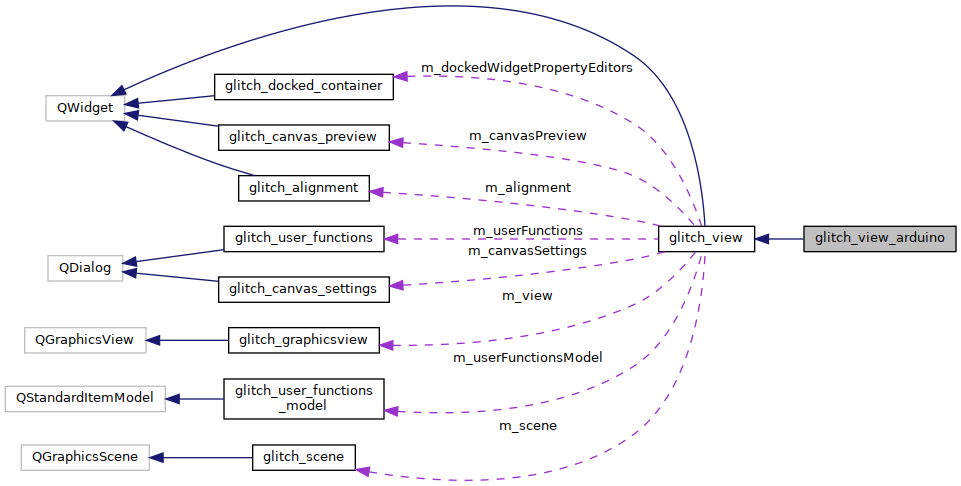 m_dockedWidgetPropertyEditors
glitch_docked_container
QWidget
glitch_canvas_preview
m_canvasPreview
glitch_alignment
m_alignment
glitch_user_functions
m_userFunctions
glitch_view
glitch_view_arduino
QDialog
m_canvasSettings
glitch_canvas_settings
m_view
QGraphicsView
glitch_graphicsview
m_userFunctionsModel
QStandardItemModel
glitch_user_functions
_model
m_scene
QGraphicsScene
glitch_scene